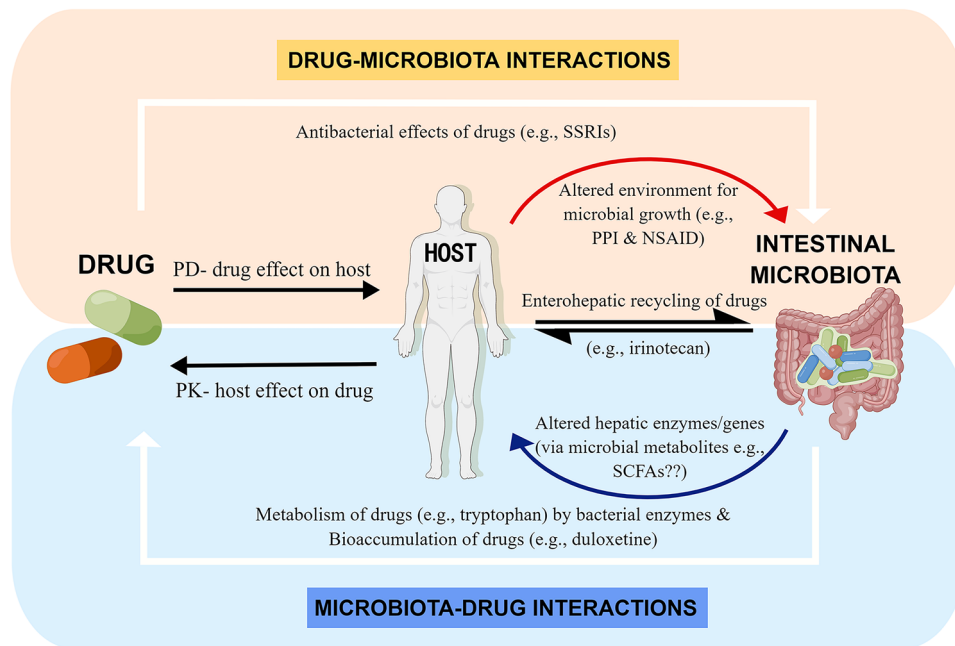 DRUG-MICROBIOTA INTERACTIONS
Antibacterial effects of drugs (e.g., SSRIs)
Altered environment for
microbial growth (e.g.,
PPI & NSAID)
HOST
INTESTINAL
MICROBIOTA
DRUG
PD- drug effect on host
Enterohepatic recycling of drugs
(e.g., irinotecan)
PK- host effect on drug
Altered hepatic enzymes/genes
(via microbial metabolites e.g.,
SCFAs??)
Metabolism of drugs (e.g., tryptophan) by bacterial enzymes &
Bioaccumulation of drugs (e.g., duloxetine)
MICROBIOTA-DRUG INTERACTIONS